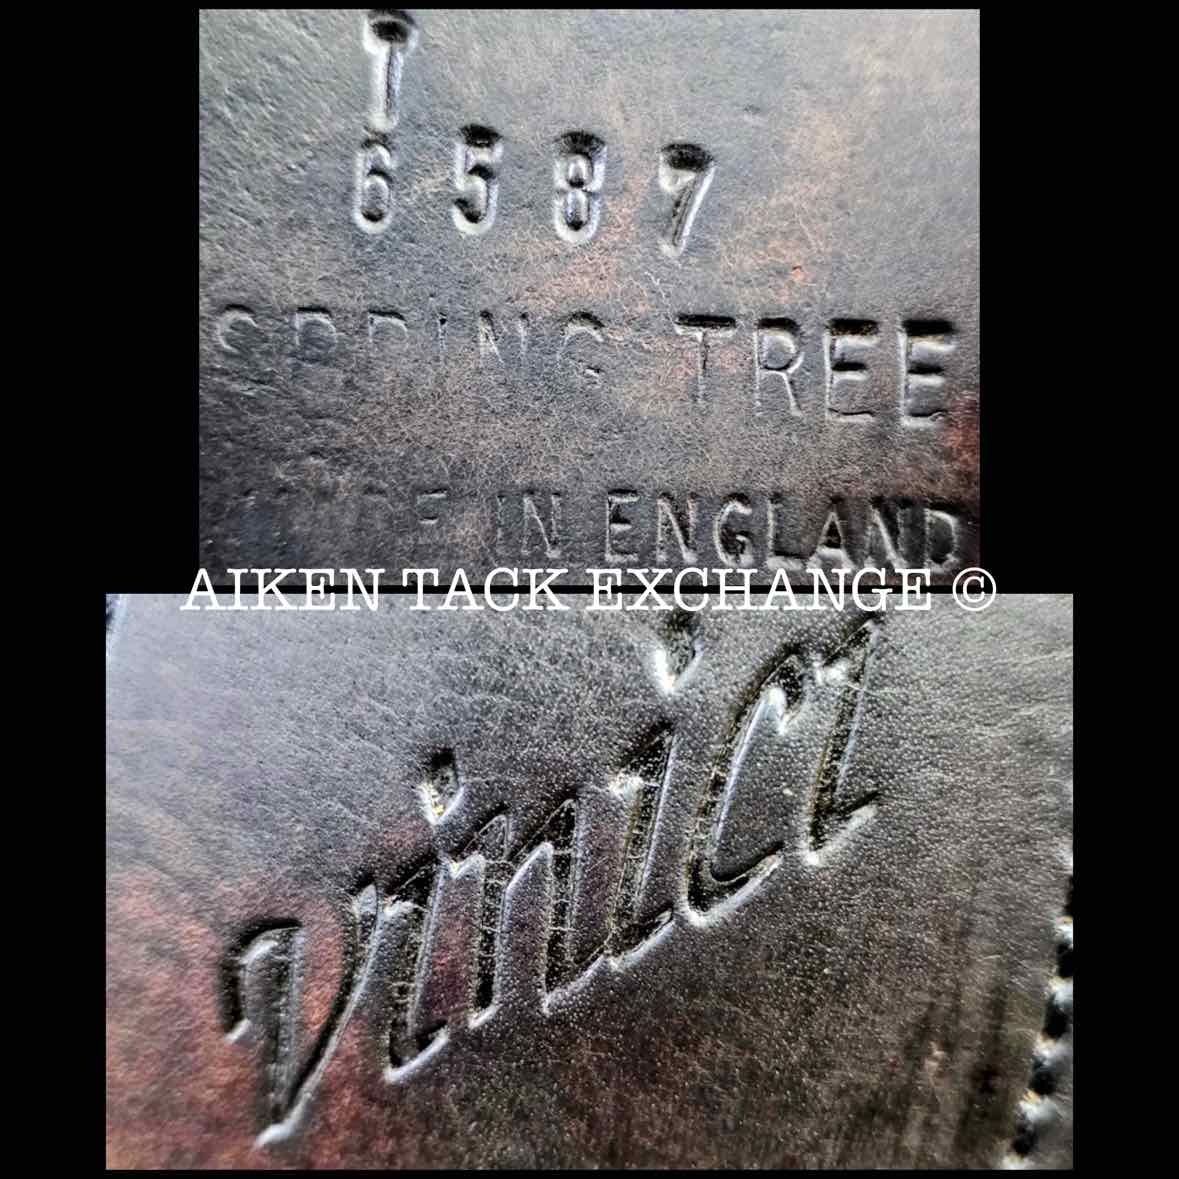 T
6587
SPRING TREE
MADE IN ENGLAND
AIKEN TACK EXCHANGE ©
vinici